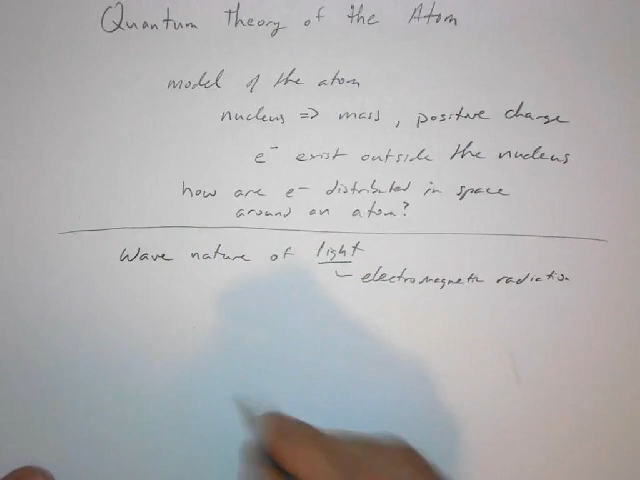 Quantum Theory of the Atom
model of the atom
nucleus => mass, positive charge
e⁻ exist outside the nucleus
how are e- distributed in space
around an atom?
Wave nature of light
electromagnetic radiation